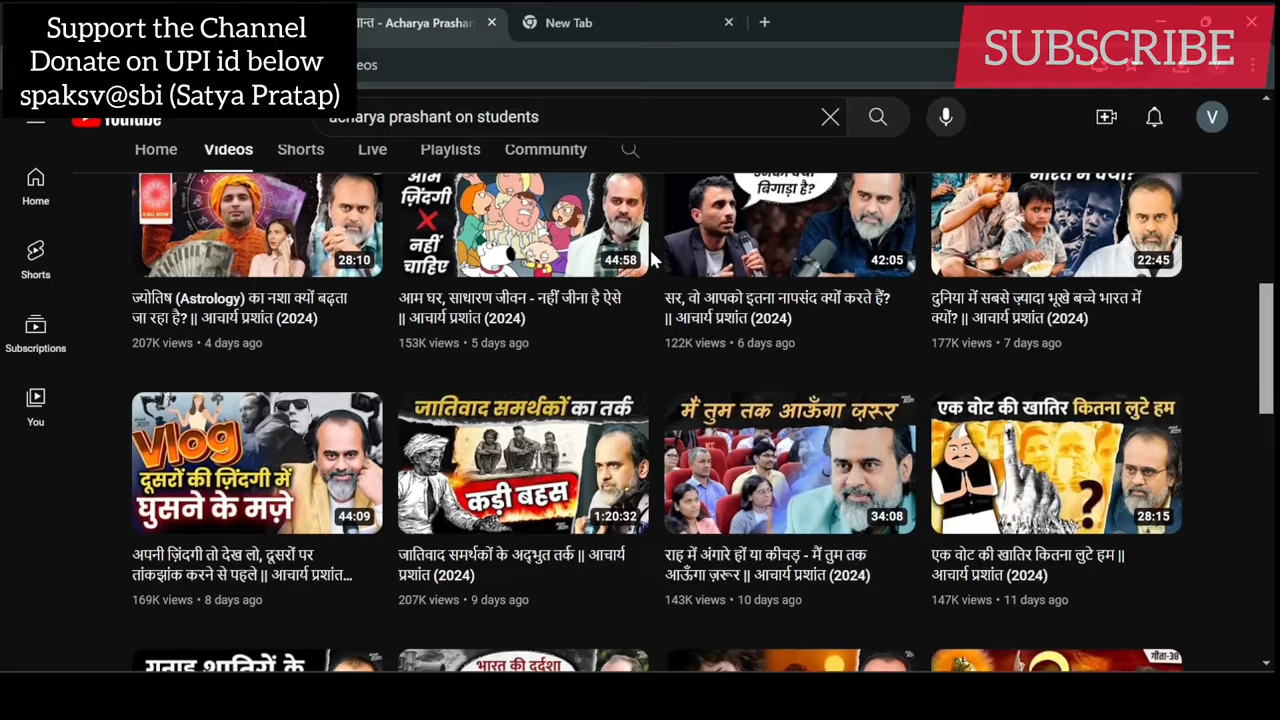 Support the Channel
Donate on UPI id below
spaksv@sbi (Satya Pratap)
शान्त - Acharya Prashan
New Tab
SUBSCRIBE
YouTube
acharya prashant on students
V
Home Videos Shorts Live Playlists Community
Home
Shorts
Subscriptions
You
CALL NOW
28:10
आम
ज़िंदगी
नहीं
चाहिए
44:58
बिगाड़ा है?
42:05
22:45
ज्योतिष (Astrology) का नशा क्यों बढ़ता
जा रहा है? || आचार्य प्रशांत (2024)
207K views • 4 days ago
आम घर, साधारण जीवन - नहीं जीना है ऐसे
|| आचार्य प्रशांत (2024)
153K views • 5 days ago
सर, वो आपको इतना नापसंद क्यों करते हैं?
|| आचार्य प्रशांत (2024)
122K views • 6 days ago
दुनिया में सबसे ज़्यादा भूखे बच्चे भारत में
क्यों? || आचार्य प्रशांत (2024)
177K views • 7 days ago
Vlog
दूसरों की ज़िंदगी में
घुसने के मज़े
44:09
जातिवाद समर्थकों का तर्क
कड़ी बहस
1:20:32
मैं तुम तक आऊँगा ज़रूर
34:08
एक वोट की खातिर कितना लुटे हम
?
28:15
अपनी ज़िंदगी तो देख लो, दूसरों पर
तांकझांक करने से पहले || आचार्य प्रशांत...
169K views • 8 days ago
जातिवाद समर्थकों के अद्भुत तर्क || आचार्य
प्रशांत (2024)
207K views • 9 days ago
राह में अंगारे हों या कीचड़ - मैं तुम तक
आऊँगा ज़रूर || आचार्य प्रशांत (2024)
143K views • 10 days ago
एक वोट की खातिर कितना लुटे हम ||
आचार्य प्रशांत (2024)
147K views • 11 days ago
भारत की दुर्दशा
गीता-38